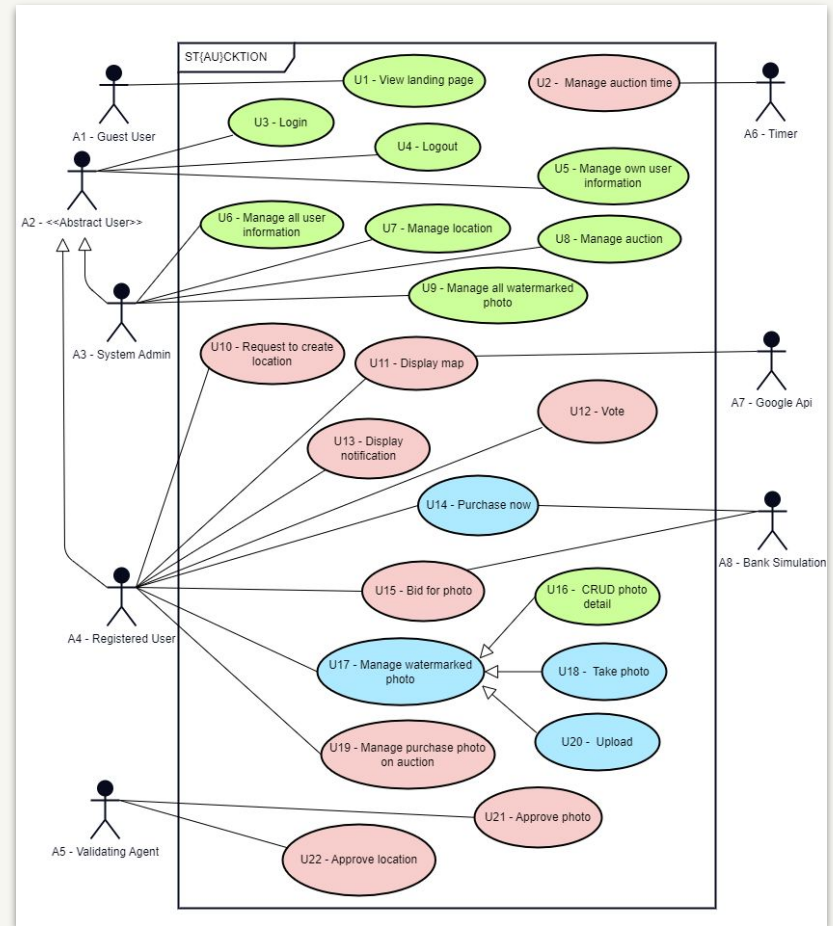 ST{AU}CKTION
U1 - View landing page
U2 -  Manage auction time
A1 - Guest User
A6 - Timer
U3 - Login
U4 - Logout
U5 - Manage own user
information
A2 - <<Abstract User>>
U6 - Manage all user
information
U7 - Manage location
U8 - Manage auction
U9 - Manage all watermarked
photo
A3 - System Admin
U10 - Request to create
location
U11 - Display map
A7 - Google Api
U12 - Vote
U13 - Display
notification
U14 - Purchase now
A8 - Bank Simulation
U15 - Bid for photo
U16 -  CRUD photo
detail
A4 - Registered User
U17 - Manage watermarked
photo
U18 -  Take photo
U20 -  Upload
U19 - Manage purchase photo
on auction
U21 - Approve photo
A5 - Validating Agent
U22 - Approve location